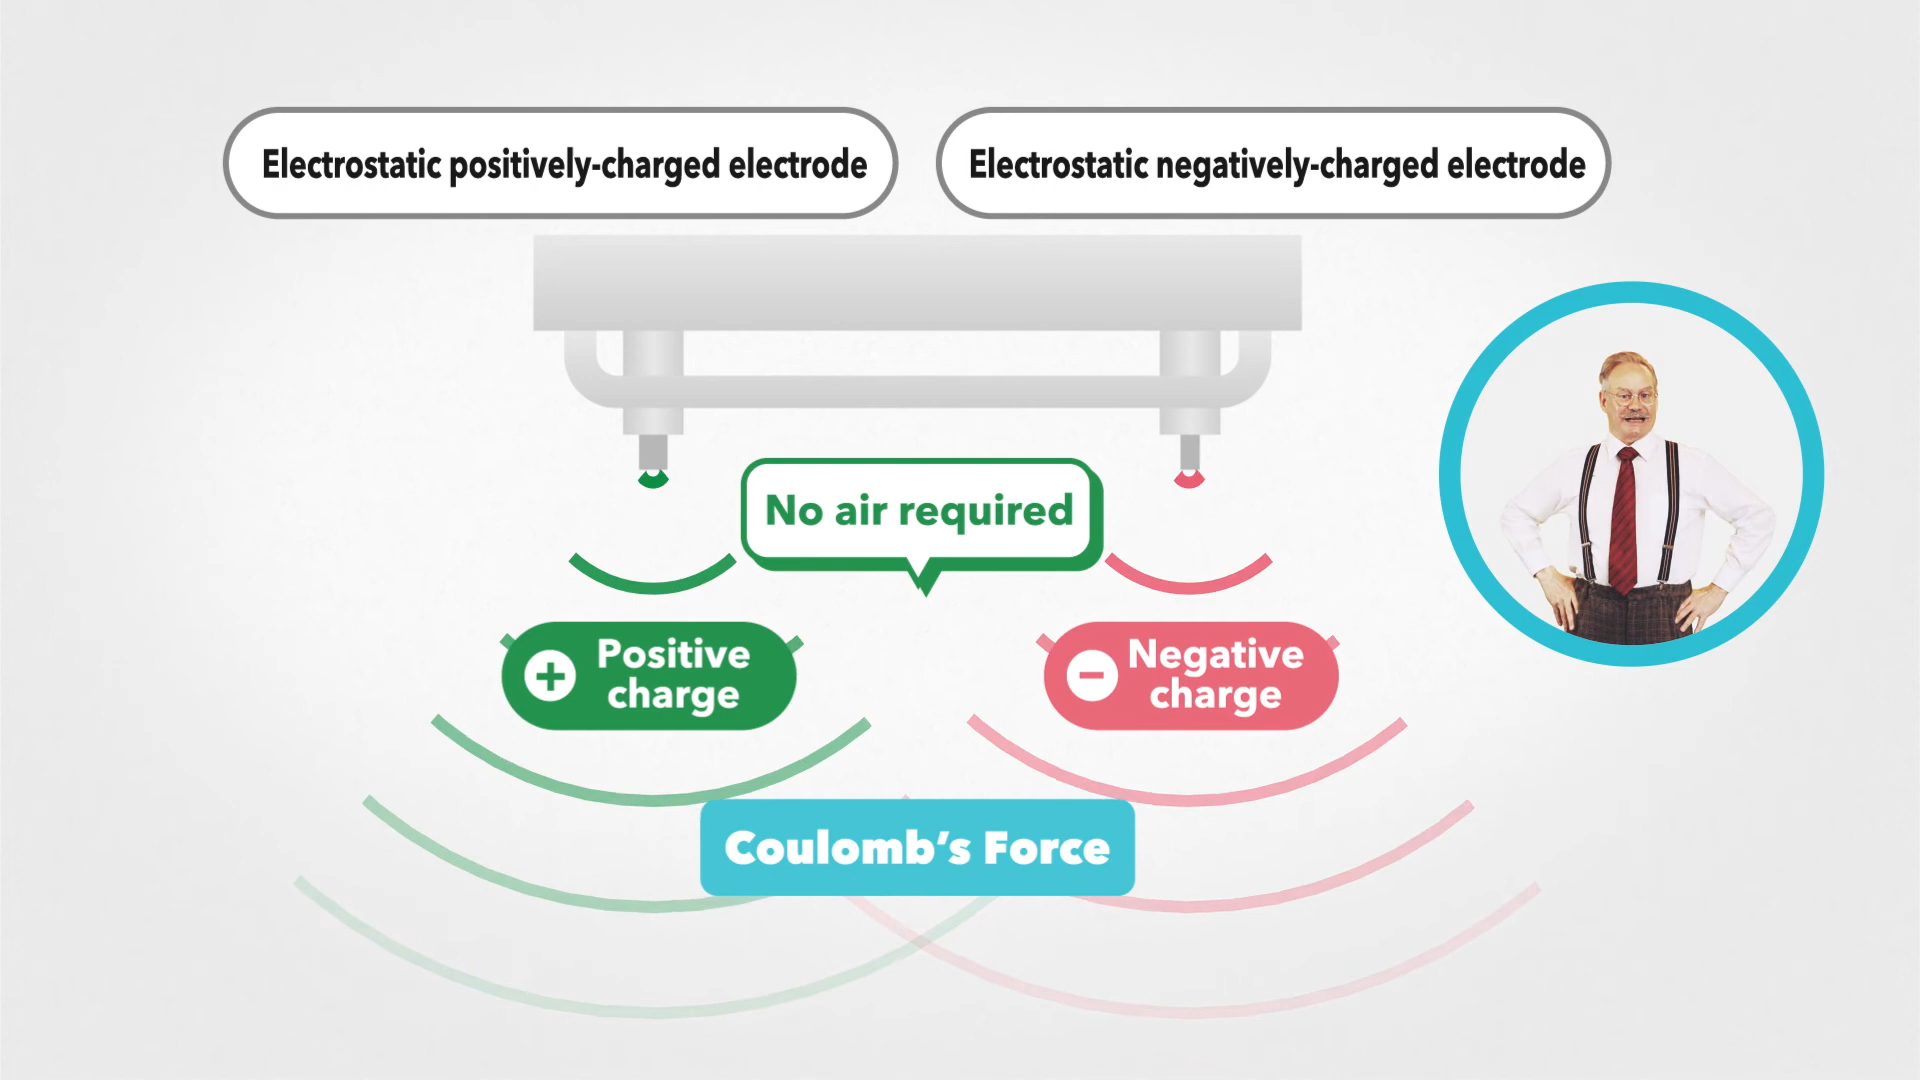 Electrostatic positively-charged electrode
Electrostatic negatively-charged electrode
No air required
Positive
charge
Negative
charge
Coulomb's Force